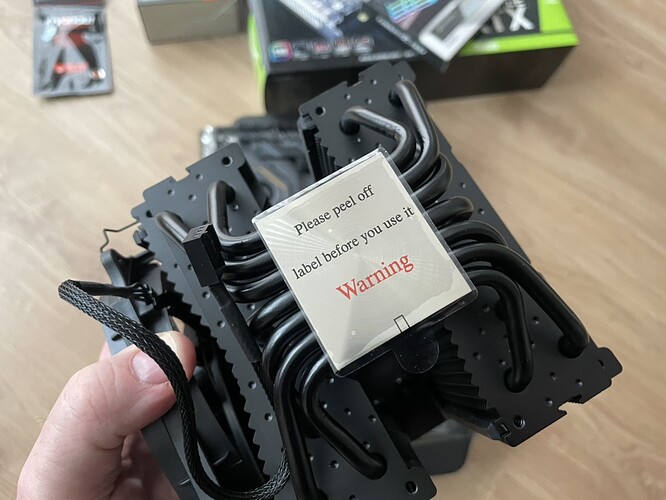 Please peel off
label before you use it
Warning